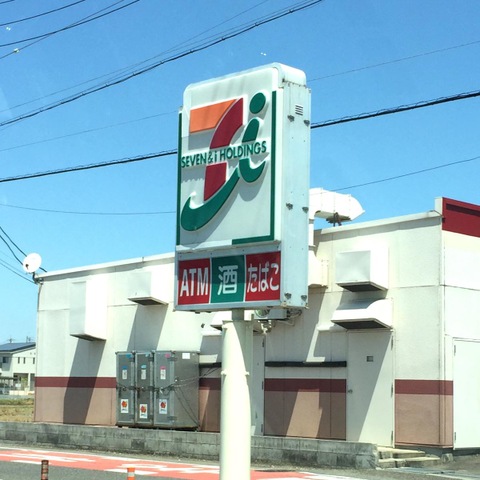 SEVEN & i HOLDINGS
ATM 酒 たばこ